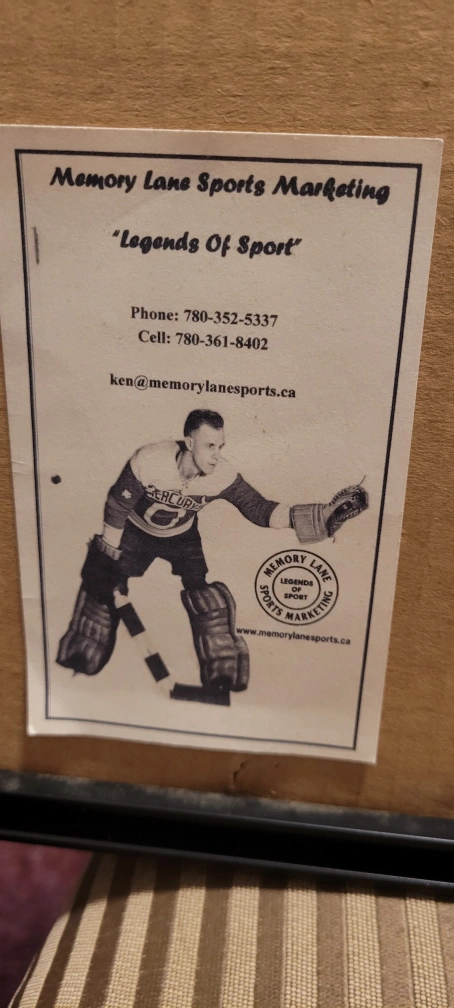 Memory Lane Sports Marketing
"Legends Of Sport"
Phone: 780-352-5337
Cell: 780-361-8402
ken@memorylanesports.ca
MERCURYS
MEMORY LANE
LEGENDS
OF
SPORT
SPORTS MARKETING
www.memorylanesports.ca